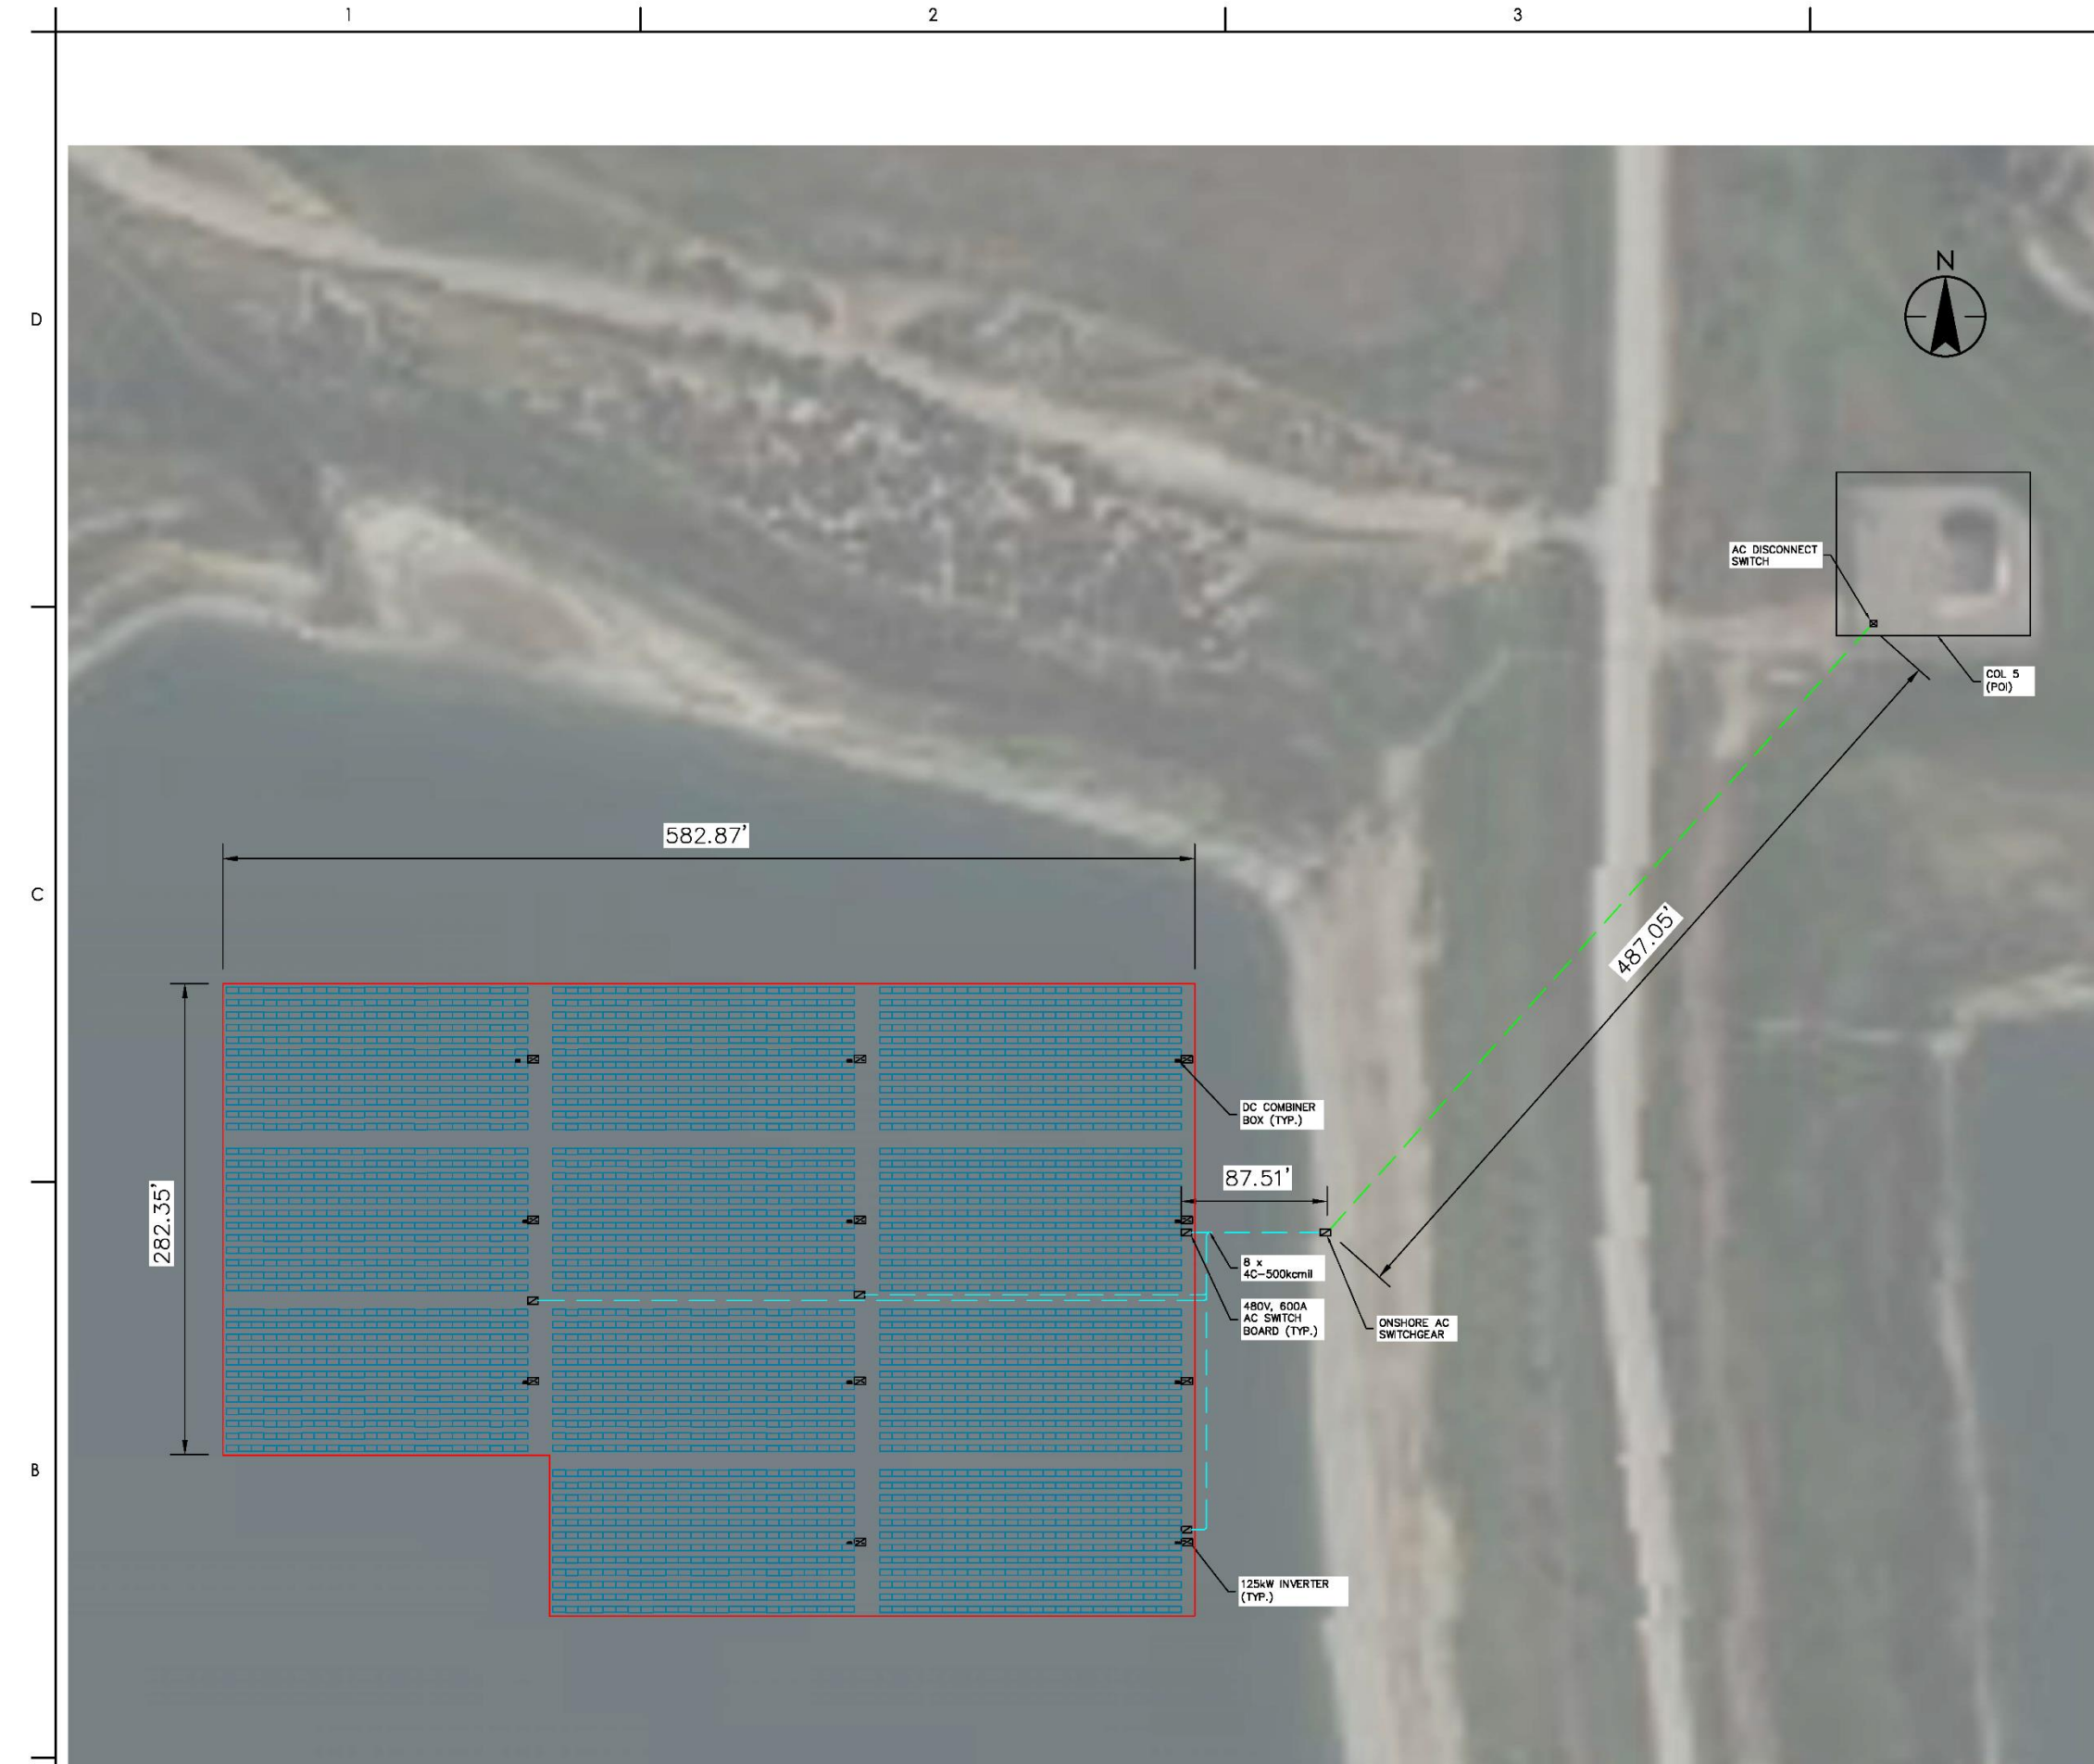 1
2
3
N
D
AC DISCONNECT
SWITCH
COL 5
(POI)
582.87'
C
487.05'
DC COMBINER
BOX (TYP.)
87.51'
282.35'
8 x
4C-500kcmil
480V, 600A
AC SWITCH
BOARD (TYP.)
ONSHORE AC
SWITCHGEAR
B
125kW INVERTER
(TYP.)